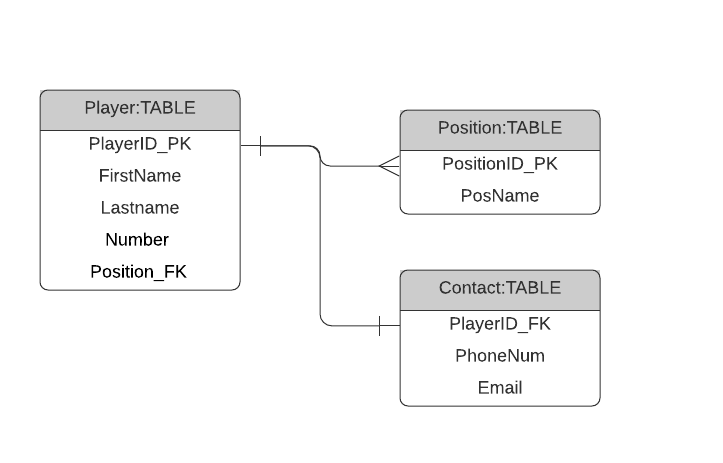 Player:TABLE
PlayerID_PK
FirstName
Lastname
Number
Position_FK
Position:TABLE
PositionID_PK
PosName
Contact:TABLE
PlayerID_FK
PhoneNum
Email